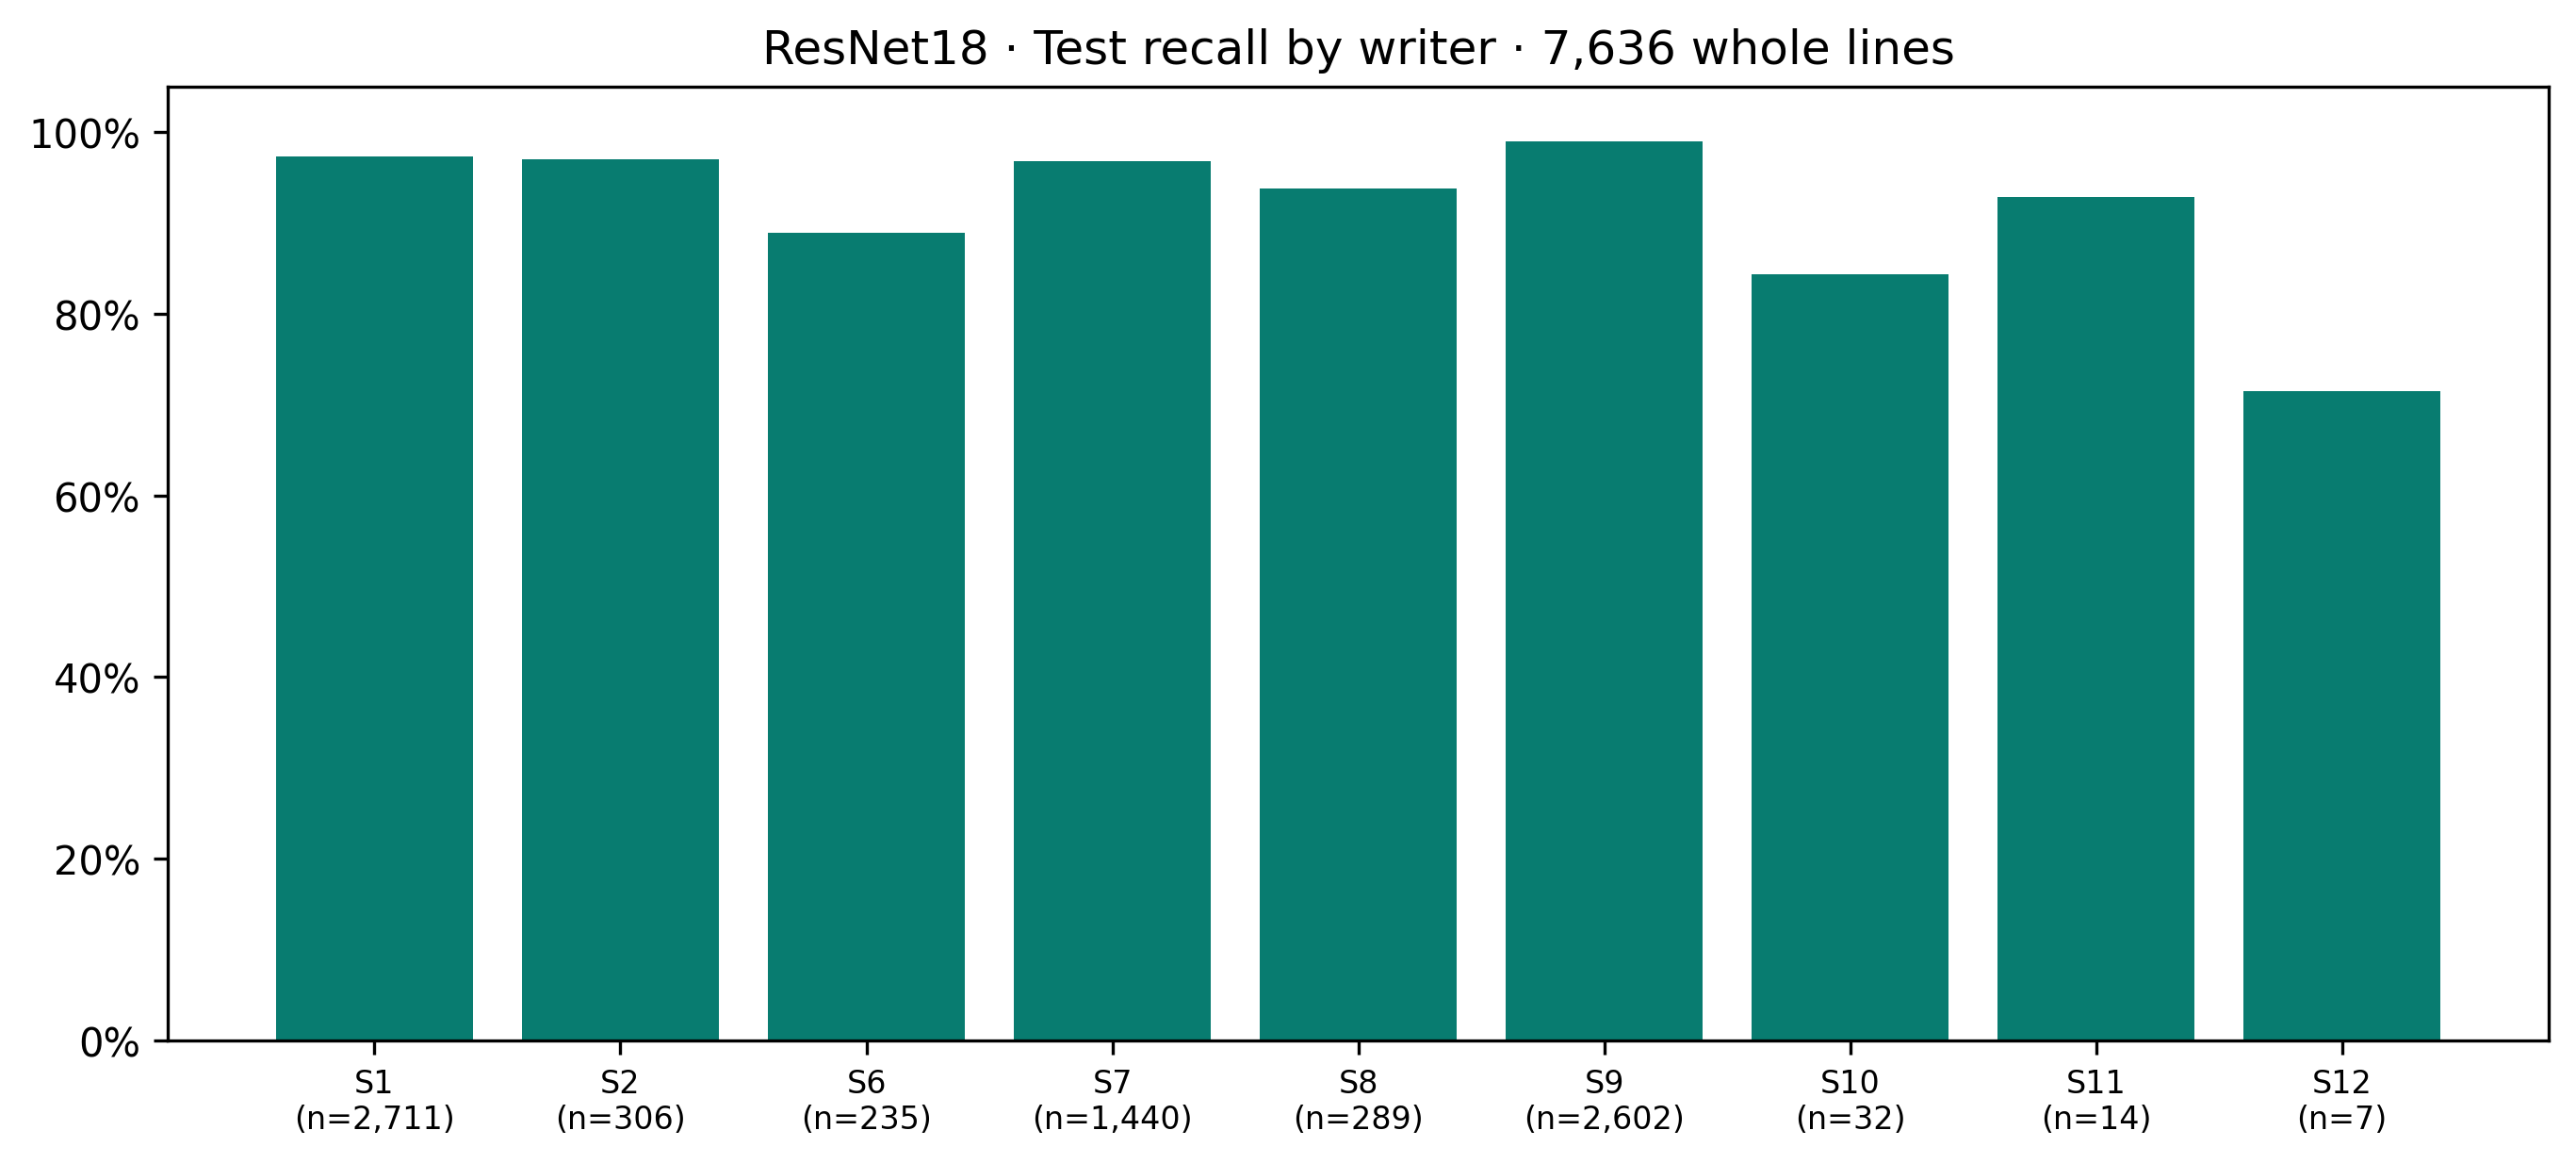 ResNet18 · Test recall by writer · 7,636 whole lines
100%
80%
60%
40%
20%
0%
S1 S2 S6 S7 S8 S9 S10 S11 S12
(n=2,711) (n=306) (n=235) (n=1,440) (n=289) (n=2,602) (n=32) (n=14) (n=7)